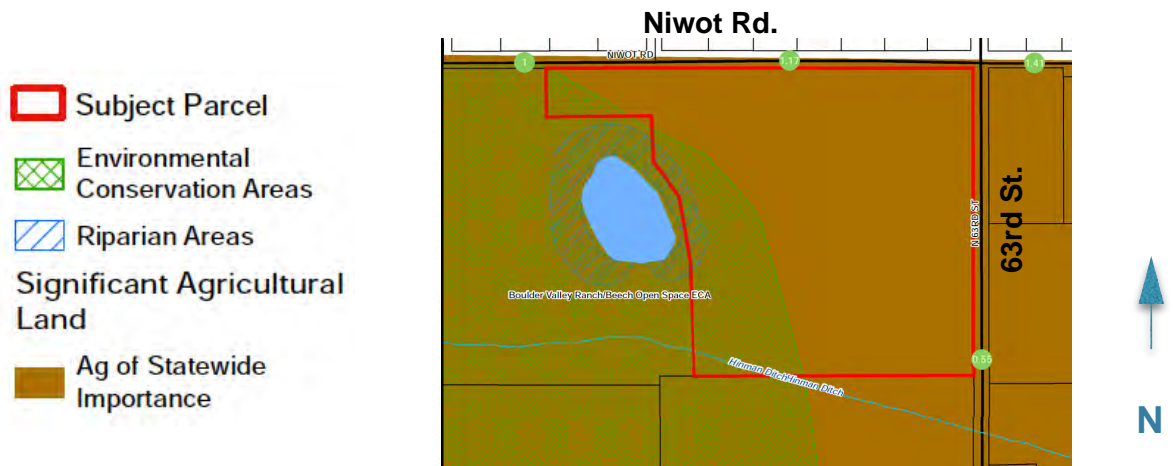 Niwot Rd.
NIWOT RD
1
1.17
1.41
Subject Parcel
Environmental
Conservation Areas
Riparian Areas
Significant Agricultural
Land
Ag of Statewide
Importance
N 63RD ST
63rd St.
Boulder Valley Ranch/Beech Open Space ECA
Hinman Ditch
Hinman Ditch
0.55
N